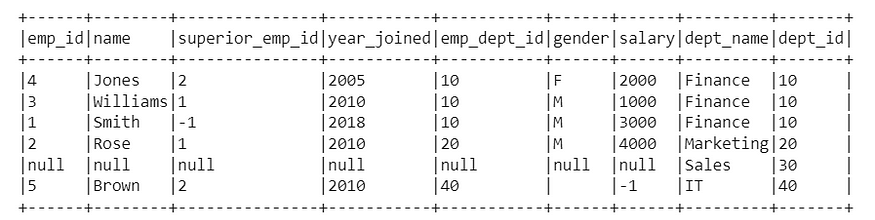 +------+--------+---------------+-----------+-----------+------+------+---------+-------+
|emp_id|name    |superior_emp_id|year_joined|emp_dept_id|gender|salary|dept_name|dept_id|
+------+--------+---------------+-----------+-----------+------+------+---------+-------+
|4     |Jones   |2              |2005       |10         |F     |2000  |Finance  |10     |
|3     |Williams|1              |2010       |10         |M     |1000  |Finance  |10     |
|1     |Smith   |-1             |2018       |10         |M     |3000  |Finance  |10     |
|2     |Rose    |1              |2010       |20         |M     |4000  |Marketing|20     |
|null  |null    |null           |null       |null       |null  |null  |Sales    |30     |
|5     |Brown   |2              |2010       |40         |      |-1    |IT       |40     |
+------+--------+---------------+-----------+-----------+------+------+---------+-------+